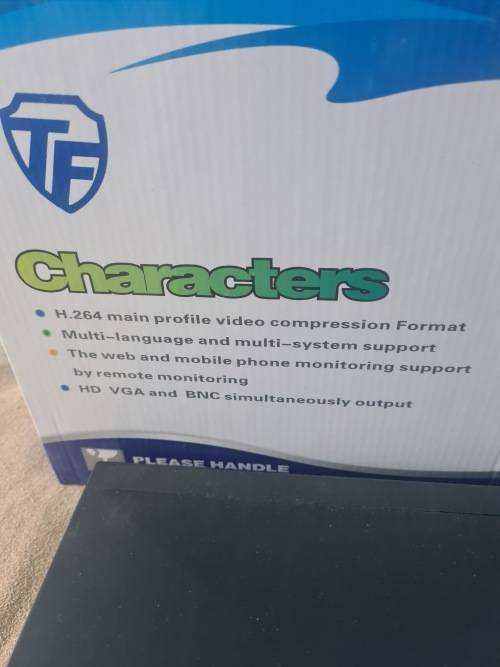 TF
Characters
H.264 main profile video compression Format
Multi-language and multi-system support
The web and mobile phone monitoring support
by remote monitoring
HD VGA and BNC simultaneously output
PLEASE HANDLE